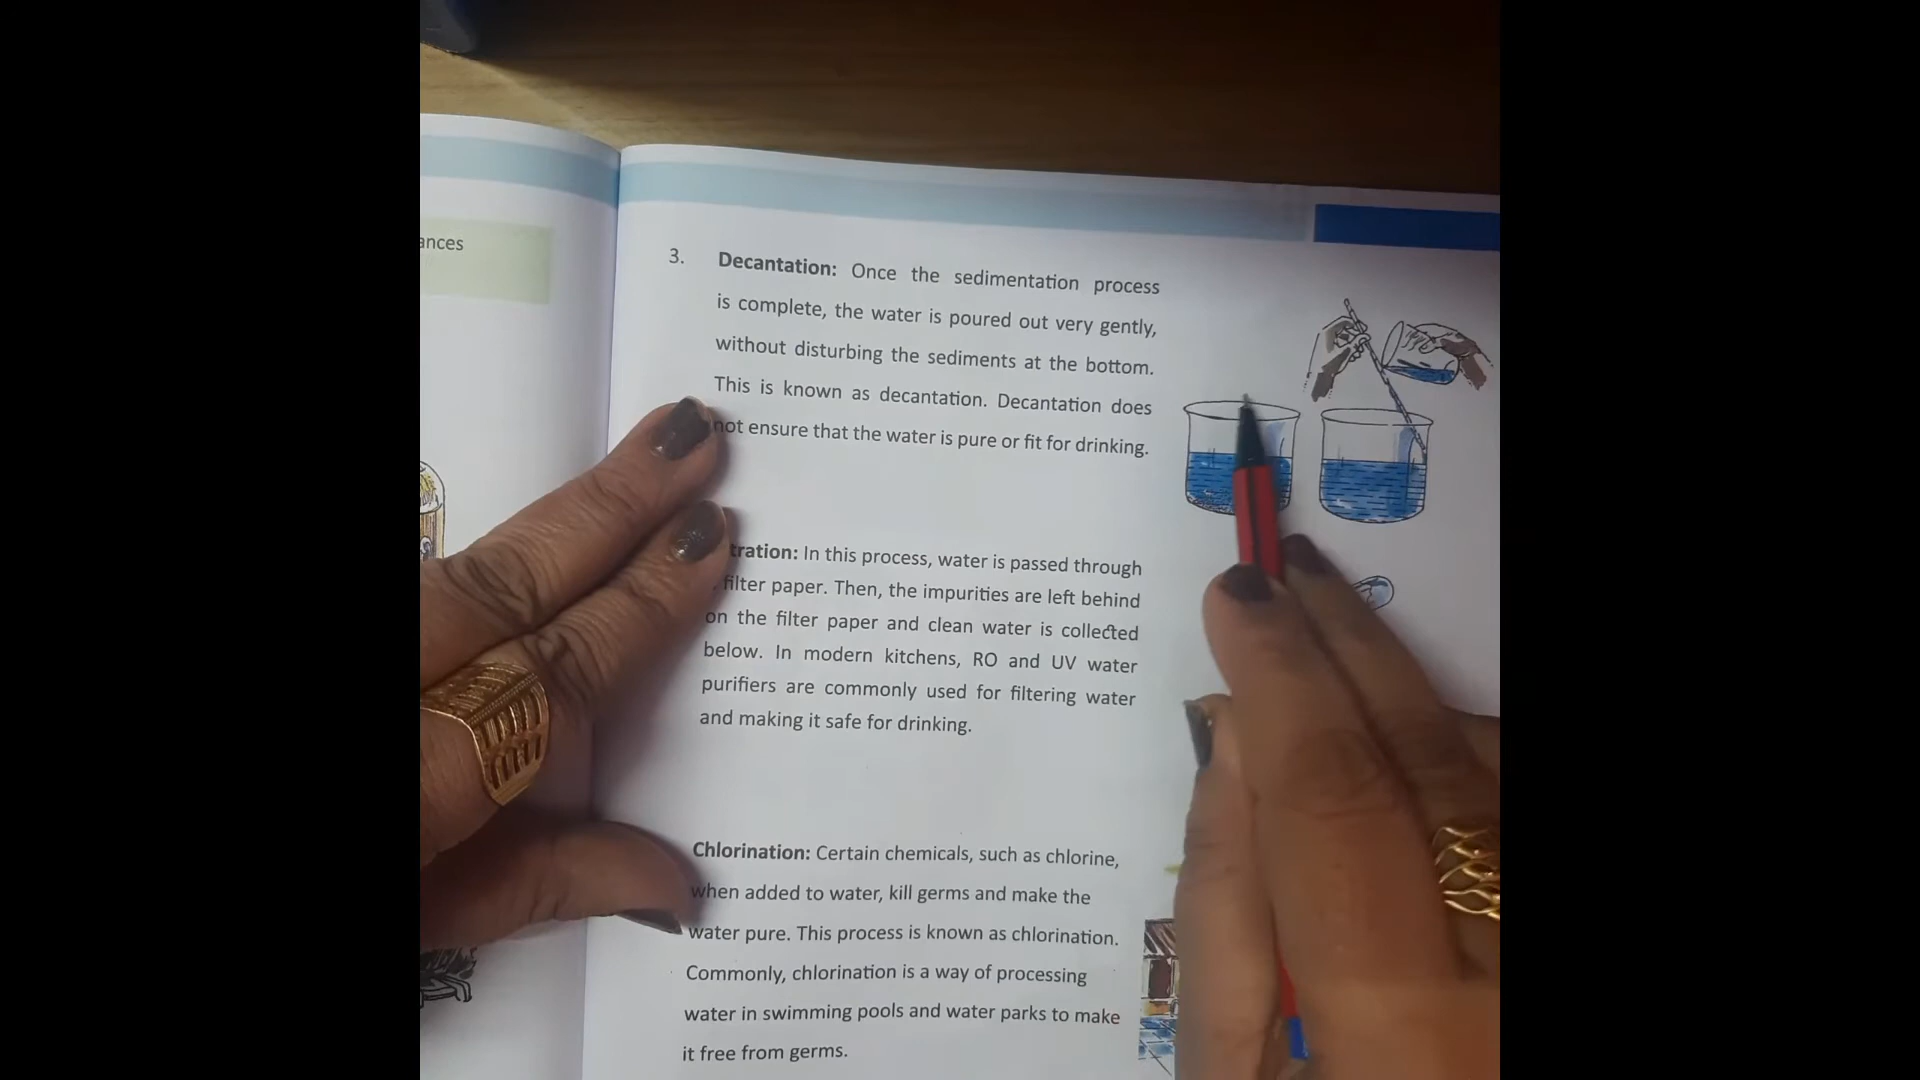 ances
3. Decantation: Once the sedimentation process
is complete, the water is poured out very gently,
without disturbing the sediments at the bottom.
This is known as decantation. Decantation does
not ensure that the water is pure or fit for drinking.
tration: In this process, water is passed through
filter paper. Then, the impurities are left behind
on the filter paper and clean water is collected
below. In modern kitchens, RO and UV water
purifiers are commonly used for filtering water
and making it safe for drinking.
Chlorination: Certain chemicals, such as chlorine,
when added to water, kill germs and make the
water pure. This process is known as chlorination.
Commonly, chlorination is a way of processing
water in swimming pools and water parks to make
it free from germs.